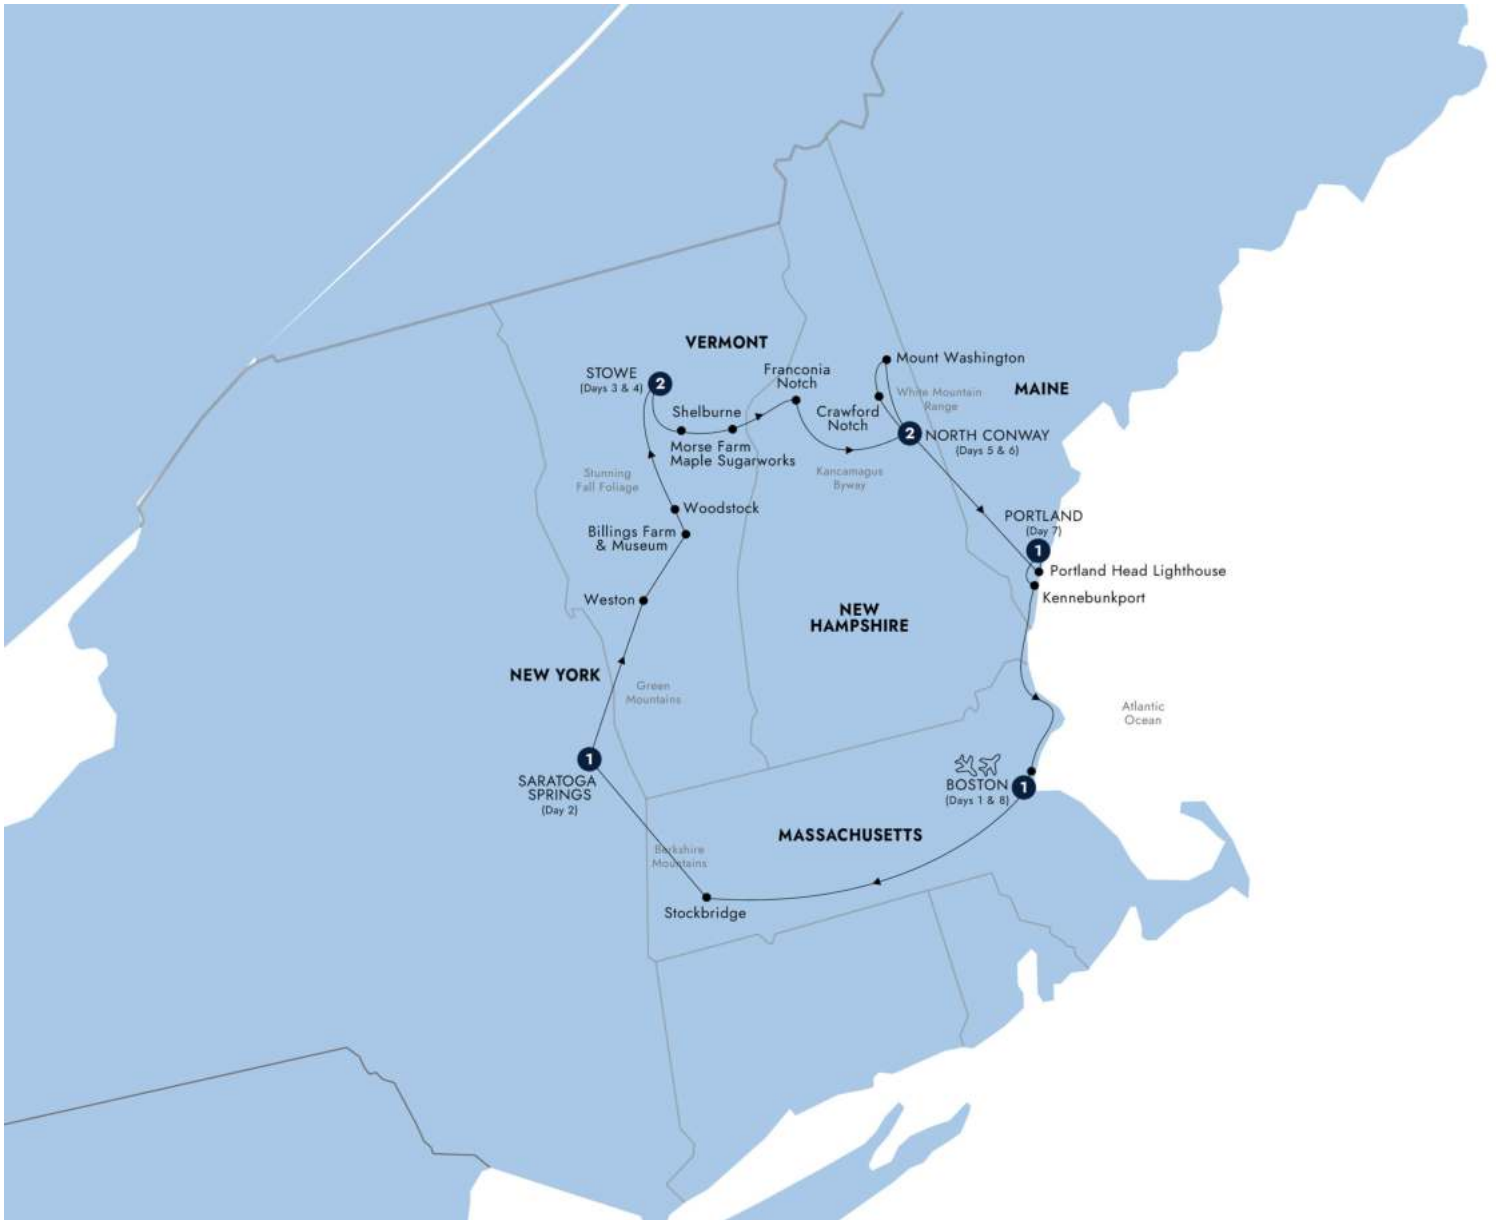 VERMONT
STOWE
(Days 3 & 4)
2
Franconia
Notch
Mount Washington
White Mountain
Range
MAINE
Shelburne
Crawford
Notch
2
NORTH CONWAY
(Days 5 & 6)
Morse Farm
Maple Sugarworks
Stunning
Fall Foliage
Kancamagus
Byway
Woodstock
PORTLAND
(Day 7)
1
Billings Farm
& Museum
Portland Head Lighthouse
Weston
Kennebunkport
NEW
HAMPSHIRE
NEW YORK
Green
Mountains
Atlantic
Ocean
1
SARATOGA
SPRINGS
(Day 2)
BOSTON
(Days 1 & 8)
1
MASSACHUSETTS
Berkshire
Mountains
Stockbridge